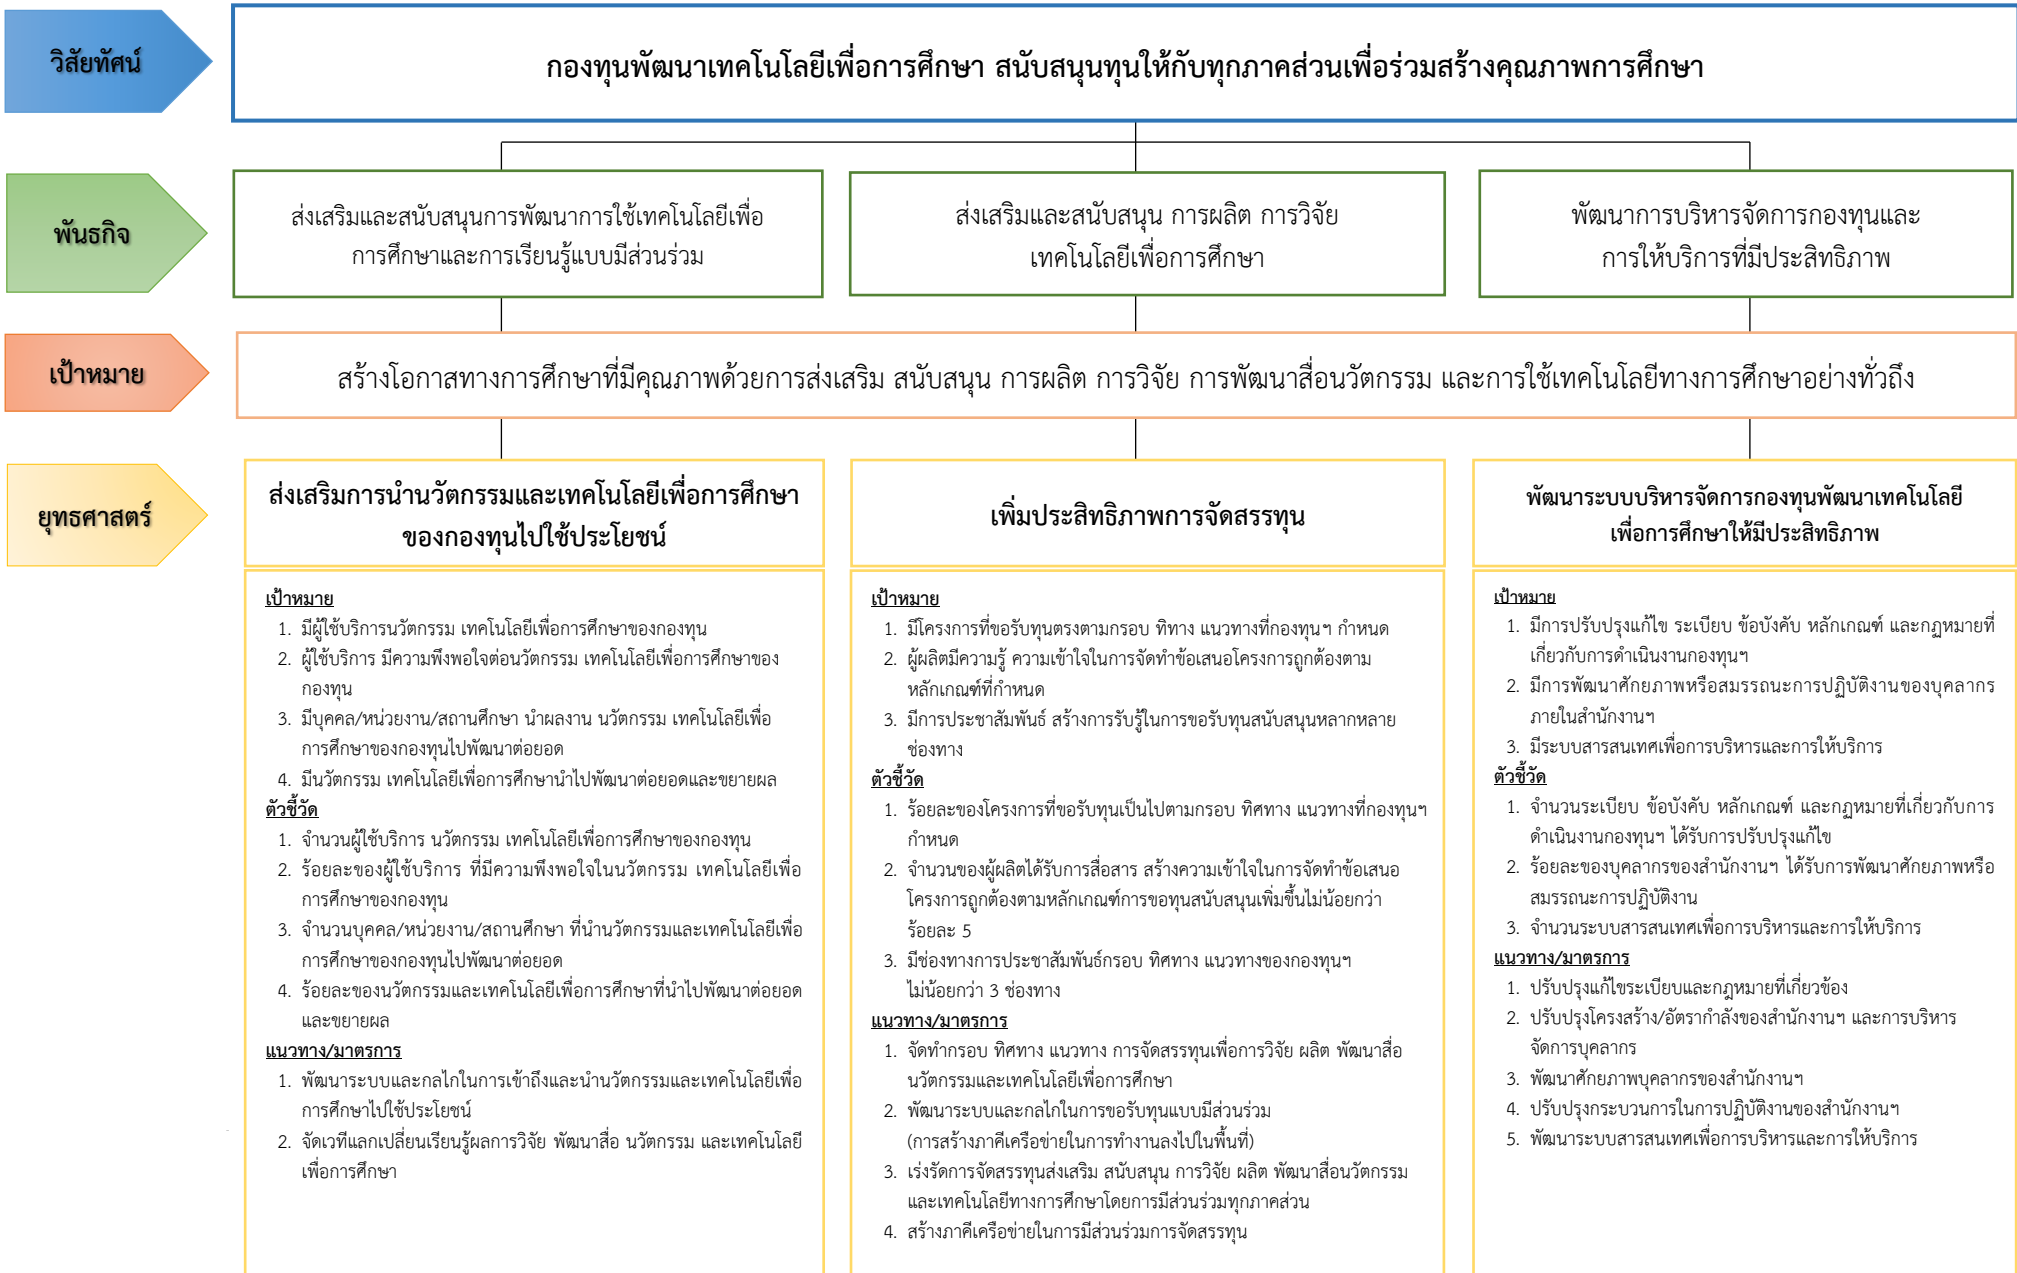 วิสัยทัศน์
กองทุนพัฒนาเทคโนโลยีเพื่อการศึกษา สนับสนุนทุนให้กับทุกภาคส่วนเพื่อร่วมสร้างคุณภาพการศึกษา
พันธกิจ
ส่งเสริมและสนับสนุนการพัฒนาการใช้เทคโนโลยีเพื่อ
การศึกษาและการเรียนรู้แบบมีส่วนร่วม
ส่งเสริมและสนับสนุน การผลิต การวิจัย
เทคโนโลยีเพื่อการศึกษา
พัฒนาการบริหารจัดการกองทุนและ
การให้บริการที่มีประสิทธิภาพ
เป้าหมาย
สร้างโอกาสทางการศึกษาที่มีคุณภาพด้วยการส่งเสริม สนับสนุน การผลิต การวิจัย การพัฒนาสื่อนวัตกรรม และการใช้เทคโนโลยีทางการศึกษาอย่างทั่วถึง
ยุทธศาสตร์
ส่งเสริมการนำนวัตกรรมและเทคโนโลยีเพื่อการศึกษา
ของกองทุนไปใช้ประโยชน์
เป้าหมาย
1. มีผู้ใช้บริการนวัตกรรม เทคโนโลยีเพื่อการศึกษาของกองทุน
2. ผู้ใช้บริการ มีความพึงพอใจต่อนวัตกรรม เทคโนโลยีเพื่อการศึกษาของ
กองทุน
3. มีบุคคล/หน่วยงาน/สถานศึกษา นำผลงาน นวัตกรรม เทคโนโลยีเพื่อ
การศึกษาของกองทุนไปพัฒนาต่อยอด
4. มีนวัตกรรม เทคโนโลยีเพื่อการศึกษานำไปพัฒนาต่อยอดและขยายผล
ตัวชี้วัด
1. จำนวนผู้ใช้บริการ นวัตกรรม เทคโนโลยีเพื่อการศึกษาของกองทุน
2. ร้อยละของผู้ใช้บริการ ที่มีความพึงพอใจในนวัตกรรม เทคโนโลยีเพื่อ
การศึกษาของกองทุน
3. จำนวนบุคคล/หน่วยงาน/สถานศึกษา ที่นำนวัตกรรมและเทคโนโลยีเพื่อ
การศึกษาของกองทุนไปพัฒนาต่อยอด
4. ร้อยละของนวัตกรรมและเทคโนโลยีเพื่อการศึกษาที่นำไปพัฒนาต่อยอด
และขยายผล
แนวทาง/มาตรการ
1. พัฒนาระบบและกลไกในการเข้าถึงและนำนวัตกรรมและเทคโนโลยีเพื่อ
การศึกษาไปใช้ประโยชน์
2. จัดเวทีแลกเปลี่ยนเรียนรู้ผลการวิจัย พัฒนาสื่อ นวัตกรรม และเทคโนโลยี
เพื่อการศึกษา
เพิ่มประสิทธิภาพการจัดสรรทุน
เป้าหมาย
1. มีโครงการที่ขอรับทุนตรงตามกรอบ ทิทาง แนวทางที่กองทุนฯ กำหนด
2. ผู้ผลิตมีความรู้ ความเข้าใจในการจัดทำข้อเสนอโครงการถูกต้องตาม
หลักเกณฑ์ที่กำหนด
3. มีการประชาสัมพันธ์ สร้างการรับรู้ในการขอรับทุนสนับสนุนหลากหลาย
ช่องทาง
ตัวชี้วัด
1. ร้อยละของโครงการที่ขอรับทุนเป็นไปตามกรอบ ทิศทาง แนวทางที่กองทุนฯ
กำหนด
2. จำนวนของผู้ผลิตได้รับการสื่อสาร สร้างความเข้าใจในการจัดทำข้อเสนอ
โครงการถูกต้องตามหลักเกณฑ์การขอทุนสนับสนุนเพิ่มขึ้นไม่น้อยกว่า
ร้อยละ 5
3. มีช่องทางการประชาสัมพันธ์กรอบ ทิศทาง แนวทางของกองทุนฯ
ไม่น้อยกว่า 3 ช่องทาง
แนวทาง/มาตรการ
1. จัดทำกรอบ ทิศทาง แนวทาง การจัดสรรทุนเพื่อการวิจัย ผลิต พัฒนาสื่อ
นวัตกรรมและเทคโนโลยีเพื่อการศึกษา
2. พัฒนาระบบและกลไกในการขอรับทุนแบบมีส่วนร่วม
(การสร้างภาคีเครือข่ายในการทำงานลงไปในพื้นที่)
3. เร่งรัดการจัดสรรทุนส่งเสริม สนับสนุน การวิจัย ผลิต พัฒนาสื่อนวัตกรรม
และเทคโนโลยีทางการศึกษาโดยการมีส่วนร่วมทุกภาคส่วน
4. สร้างภาคีเครือข่ายในการมีส่วนร่วมการจัดสรรทุน
พัฒนาระบบบริหารจัดการกองทุนพัฒนาเทคโนโลยี
เพื่อการศึกษาให้มีประสิทธิภาพ
เป้าหมาย
1. มีการปรับปรุงแก้ไข ระเบียบ ข้อบังคับ หลักเกณฑ์ และกฎหมายที่
เกี่ยวกับการดำเนินงานกองทุนฯ
2. มีการพัฒนาศักยภาพหรือสมรรถนะการปฏิบัติงานของบุคลากร
ภายในสำนักงานฯ
3. มีระบบสารสนเทศเพื่อการบริหารและการให้บริการ
ตัวชี้วัด
1. จำนวนระเบียบ ข้อบังคับ หลักเกณฑ์ และกฎหมายที่เกี่ยวกับการ
ดำเนินงานกองทุนฯ ได้รับการปรับปรุงแก้ไข
2. ร้อยละของบุคลากรของสำนักงานฯ ได้รับการพัฒนาศักยภาพหรือ
สมรรถนะการปฏิบัติงาน
3. จำนวนระบบสารสนเทศเพื่อการบริหารและการให้บริการ
แนวทาง/มาตรการ
1. ปรับปรุงแก้ไขระเบียบและกฎหมายที่เกี่ยวข้อง
2. ปรับปรุงโครงสร้าง/อัตรากำลังของสำนักงานฯ และการบริหาร
จัดการบุคลากร
3. พัฒนาศักยภาพบุคลากรของสำนักงานฯ
4. ปรับปรุงกระบวนการในการปฏิบัติงานของสำนักงานฯ
5. พัฒนาระบบสารสนเทศเพื่อการบริหารและการให้บริการ